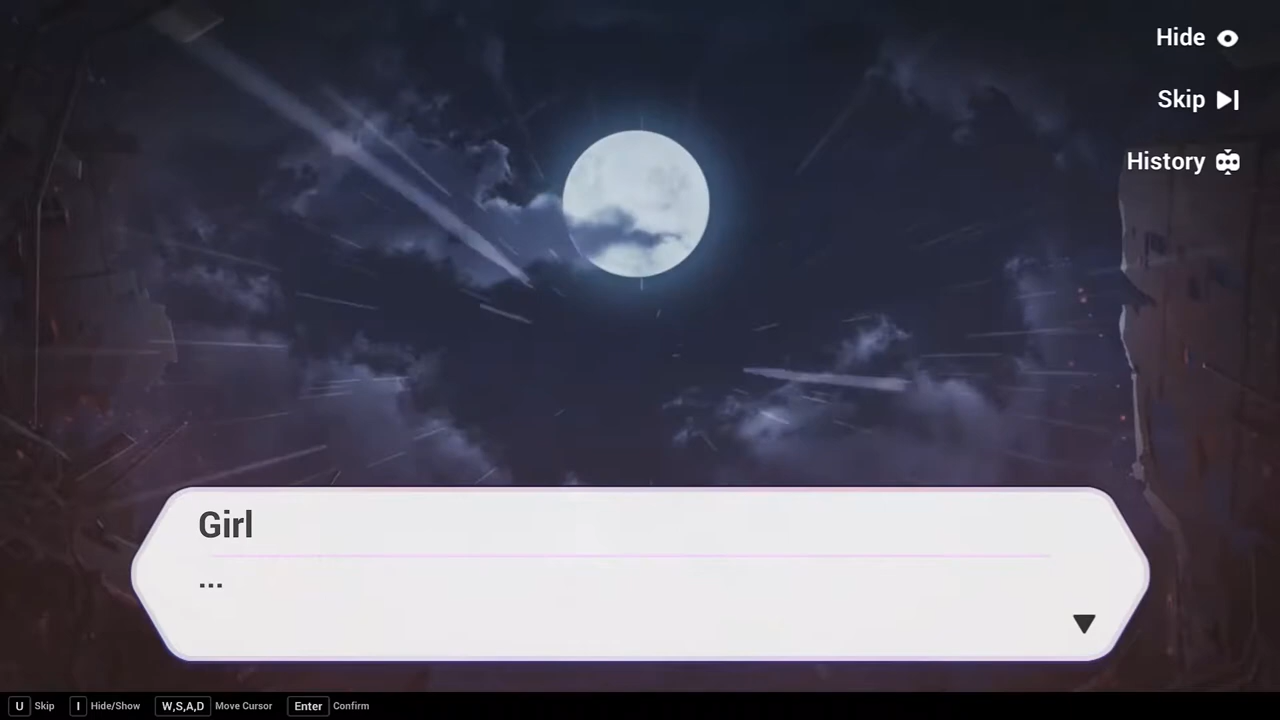 Hide
Skip
History
Girl
...
U Skip I Hide/Show W,S,A,D Move Cursor Enter Confirm